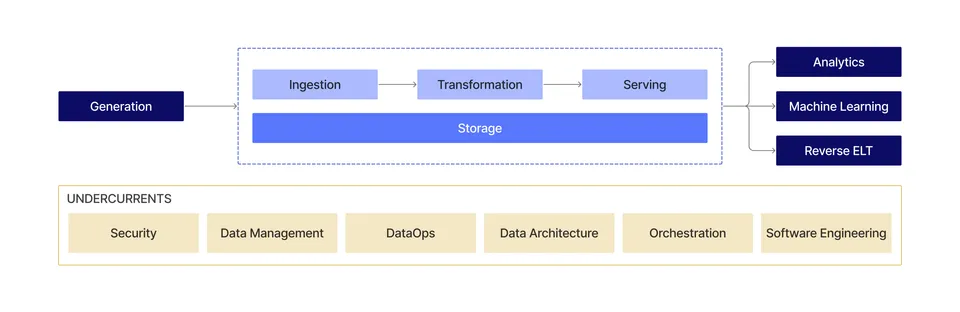 Generation
Ingestion
Transformation
Serving
Storage
Analytics
Machine Learning
Reverse ELT
UNDERCURRENTS
Security
Data Management
DataOps
Data Architecture
Orchestration
Software Engineering